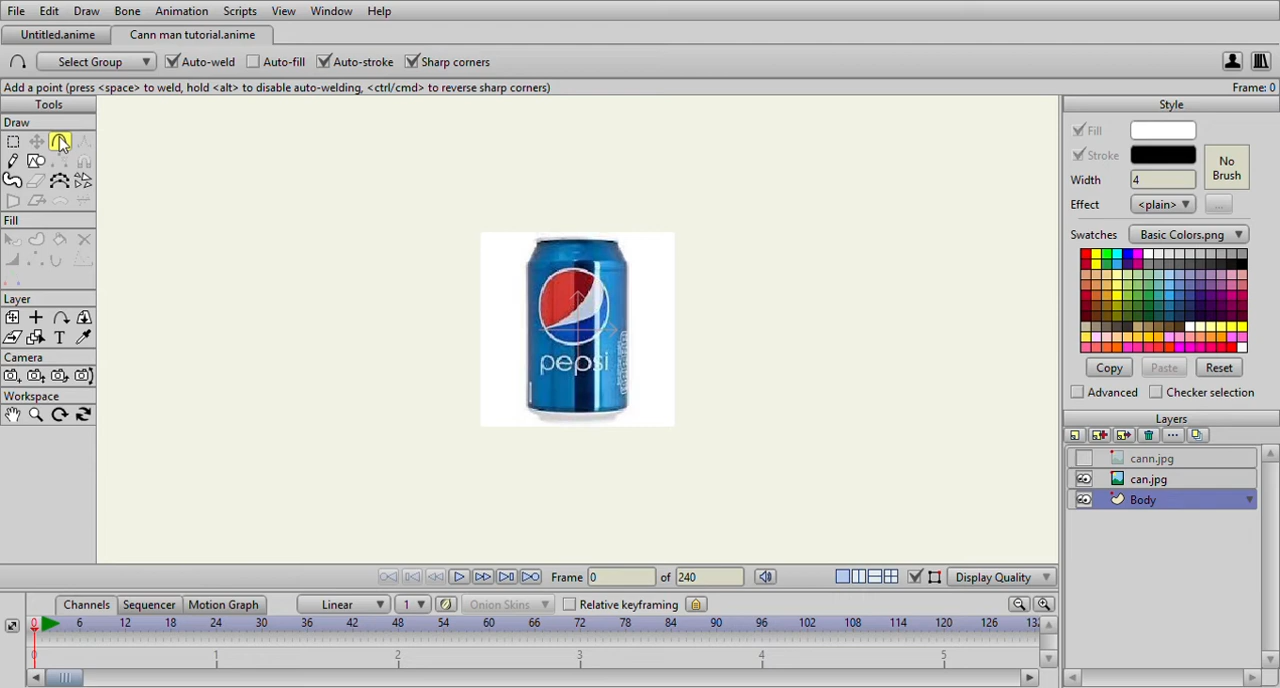 File Edit Draw Bone Animation Scripts View Window Help
Untitled.anime Cann man tutorial.anime
Select Group Auto-weld Auto-fill Auto-stroke Sharp corners
Add a point (press <space> to weld, hold <alt> to disable auto-welding, <ctrl/cmd> to reverse sharp corners) Frame: 0
Tools
Draw
Fill
Layer
T
Camera
Workspace
pepsi
Style
Fill
Stroke
No Brush
Width 4
Effect <plain> ...
Swatches Basic Colors.png
Copy Paste Reset
Advanced Checker selection
Layers
cann.jpg
can.jpg
Body
Frame 0 of 240 Display Quality
Channels Sequencer Motion Graph Linear 1 Onion Skins Relative keyframing
0 6 12 18 24 30 36 42 48 54 60 66 72 78 84 90 96 102 108 114 120 126 132
0 1 2 3 4 5